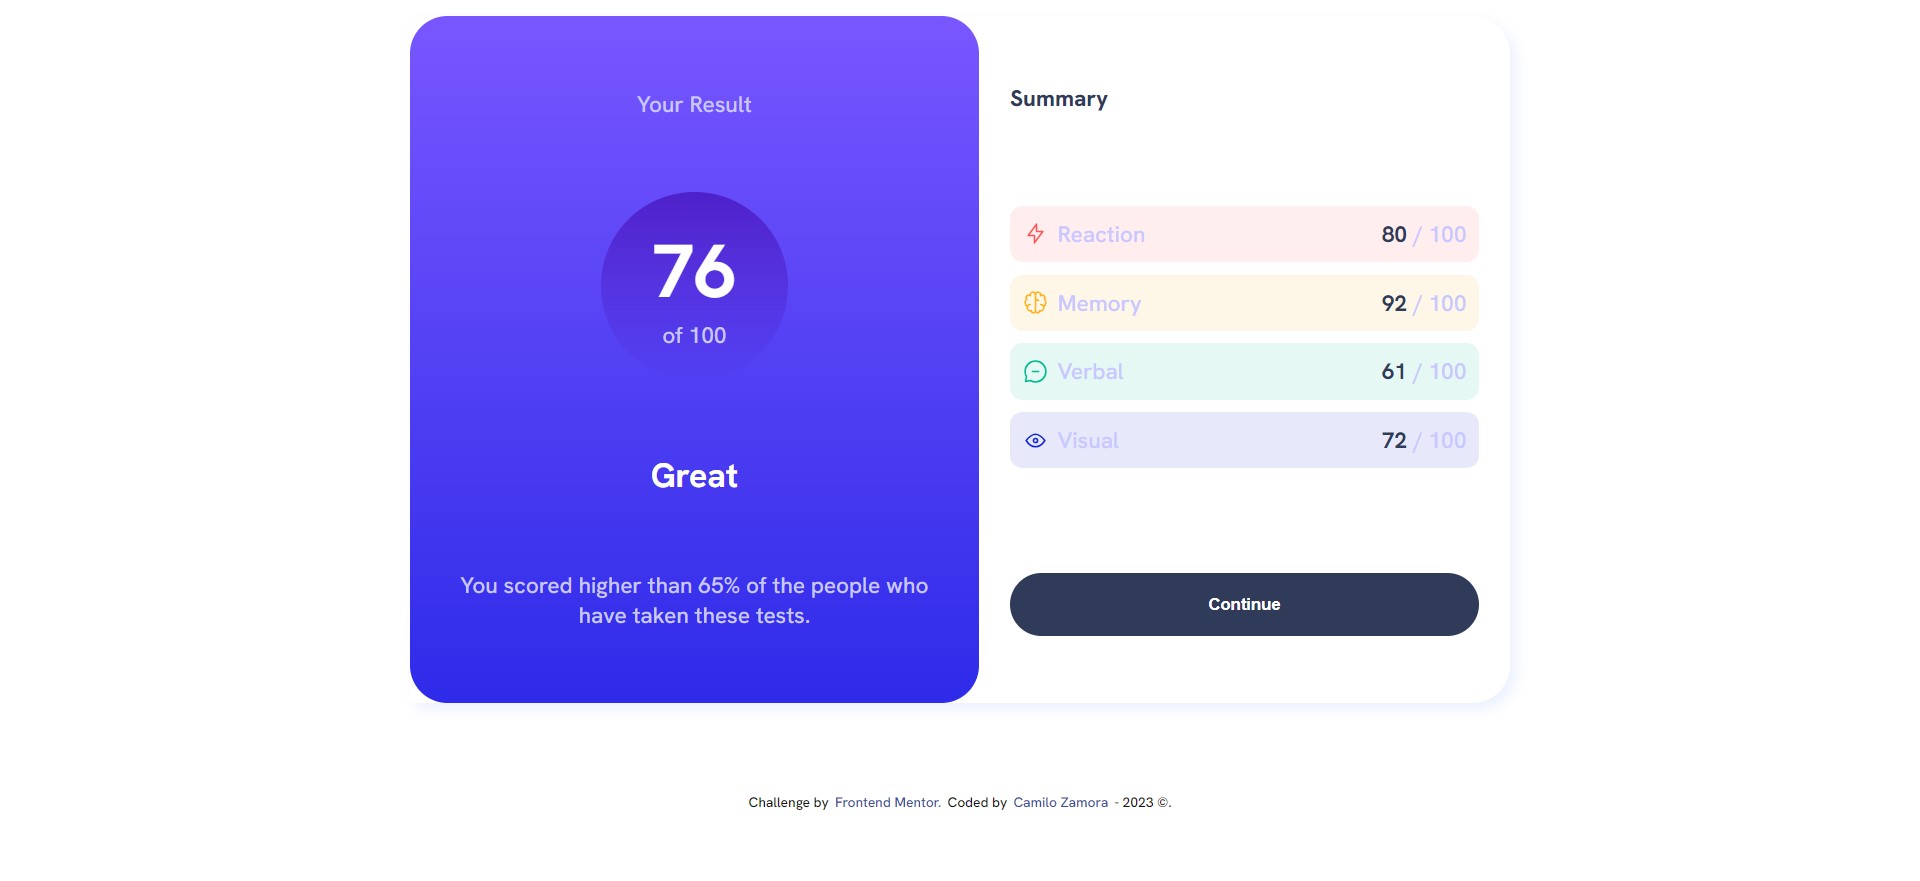 Your Result
76
of 100
Great
You scored higher than 65% of the people who
have taken these tests.
Summary
Reaction 80 / 100
Memory 92 / 100
Verbal 61 / 100
Visual 72 / 100
Continue
Challenge by Frontend Mentor. Coded by Camilo Zamora - 2023 ©.